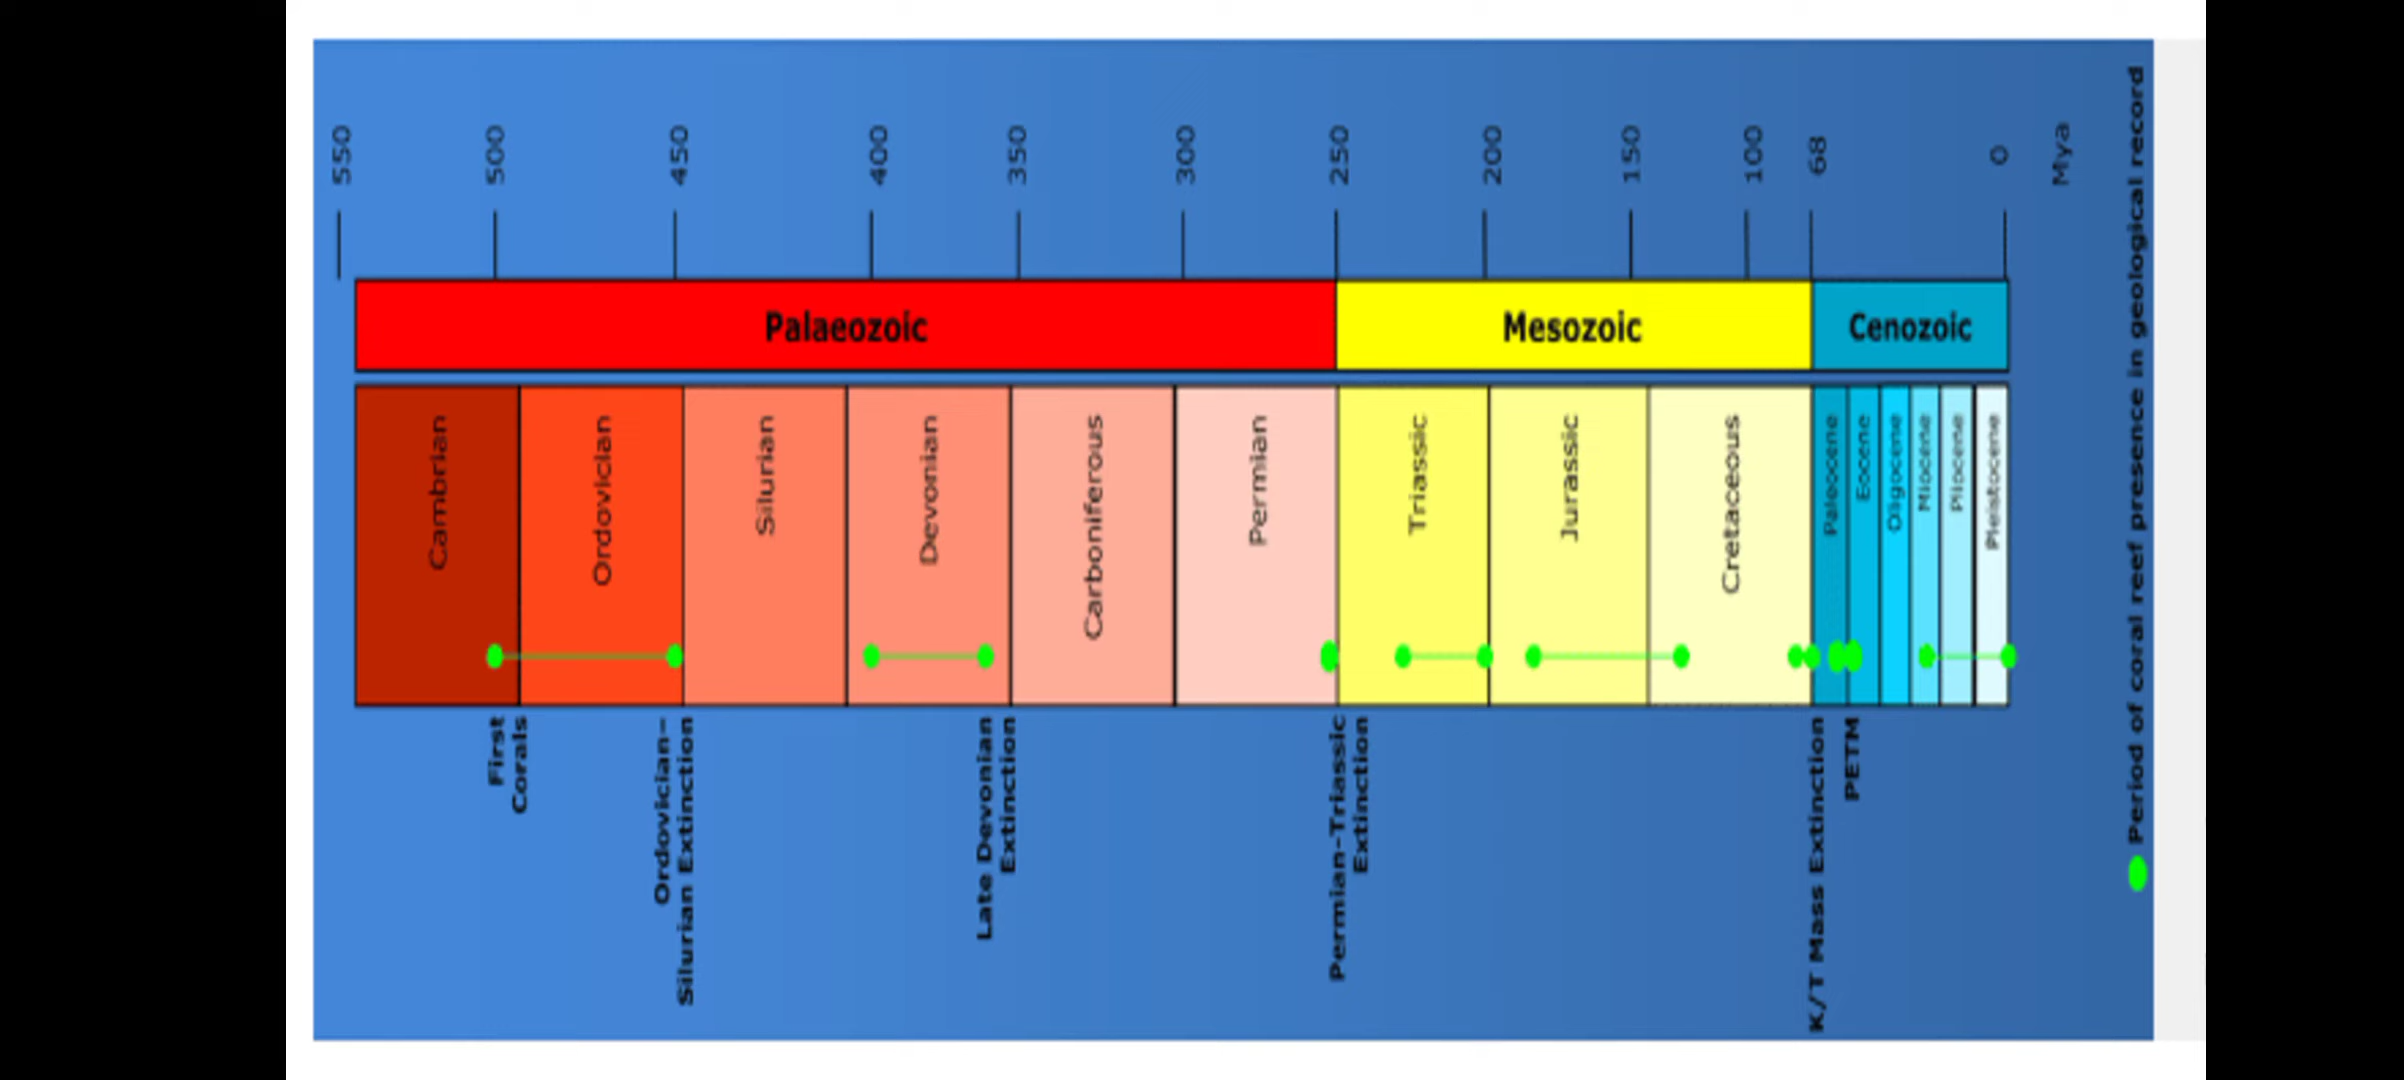 550
500
450
400
350
300
250
200
150
100
68
0
Mya
Palaeozoic
Mesozoic
Cenozoic
Cambrian
Ordovician
Silurian
Devonian
Carboniferous
Permian
Triassic
Jurassic
Cretaceous
Paleocene
Eocene
Oligocene
Miocene
Pliocene
Pleistocene
First
Corals
Ordovician–
Silurian Extinction
Late Devonian
Extinction
Permian–Triassic
Extinction
K/T Mass Extinction
PETM
Period of coral reef presence in geological record